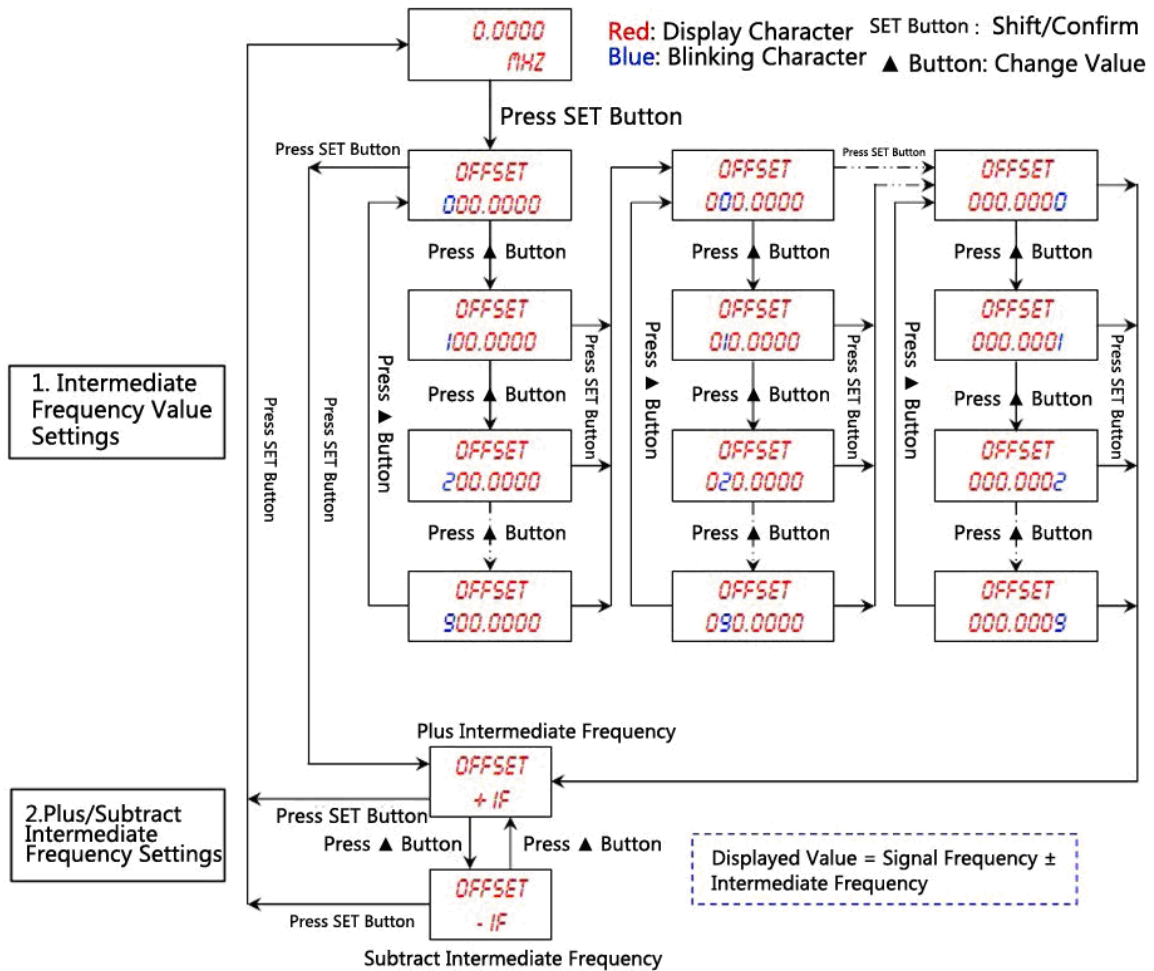 0.0000
MHZ
Red: Display Character
Blue: Blinking Character
SET Button : Shift/Confirm
▲ Button: Change Value
Press SET Button
Press SET Button
OFFSET
000.0000
Press ▲ Button
OFFSET
100.0000
Press ▲ Button
OFFSET
200.0000
Press ▲ Button
OFFSET
900.0000
Press SET Button
Press SET Button
Press ▲ Button
Press SET Button
OFFSET
000.0000
Press ▲ Button
OFFSET
010.0000
Press ▲ Button
OFFSET
020.0000
Press ▲ Button
OFFSET
090.0000
Press ▲ Button
Press SET Button
Press SET Button
OFFSET
000.0000
Press ▲ Button
OFFSET
000.0001
Press ▲ Button
OFFSET
000.0002
Press ▲ Button
OFFSET
000.0009
Press ▲ Button
Press SET Button
1. Intermediate
Frequency Value
Settings
Plus Intermediate Frequency
OFFSET
+IF
Press SET Button
Press ▲ Button
Press ▲ Button
OFFSET
-IF
Press SET Button
Subtract Intermediate Frequency
2.Plus/Subtract
Intermediate
Frequency Settings
Displayed Value = Signal Frequency ±
Intermediate Frequency